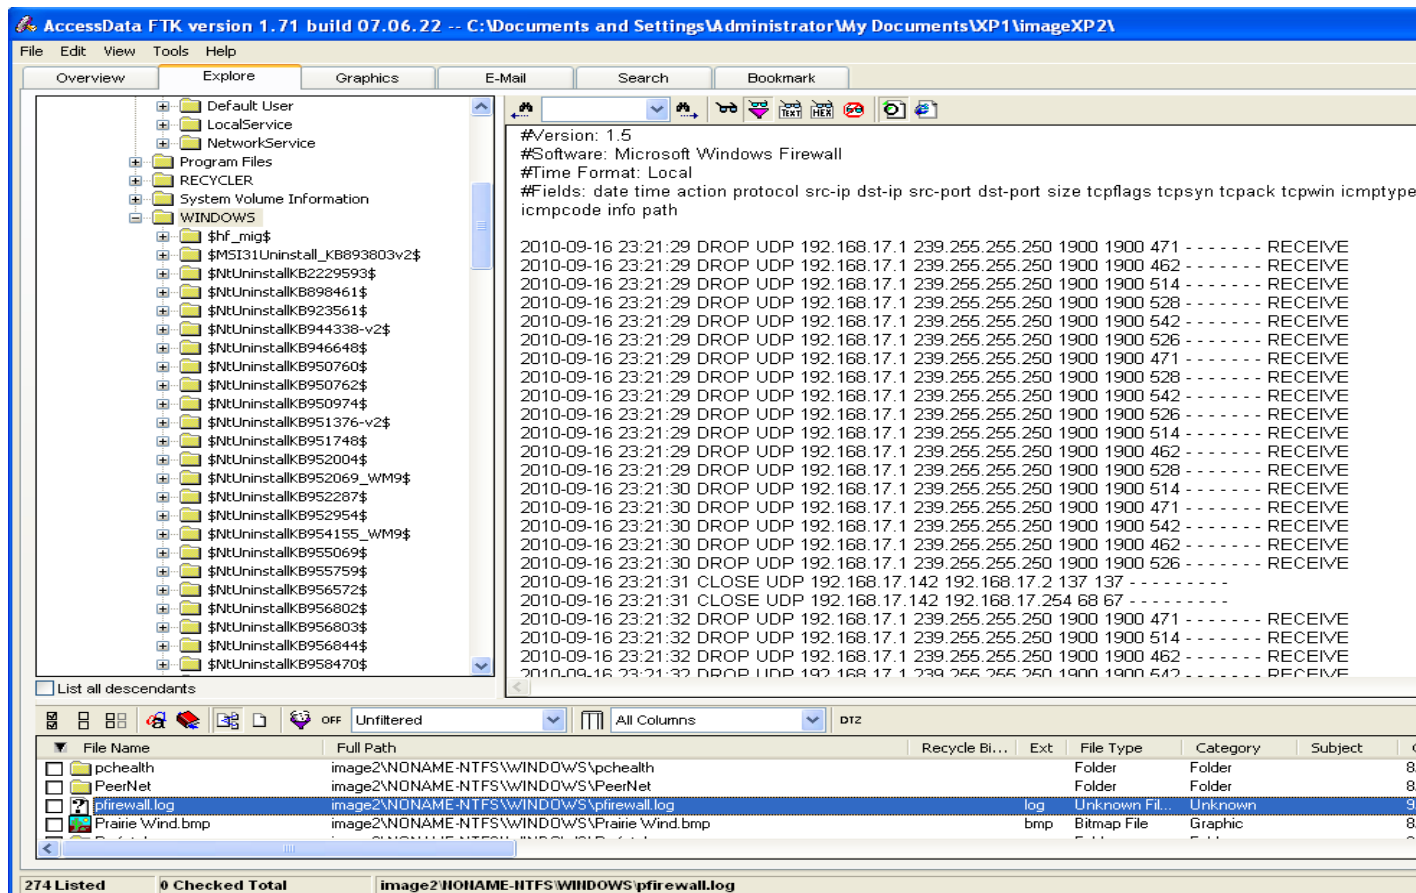 AccessData FTK version 1.71 build 07.06.22 -- C:\Documents and Settings\Administrator\My Documents\XP1\imageXP2\
File Edit View Tools Help
Overview Explore Graphics E-Mail Search Bookmark
Default User
LocalService
NetworkService
Program Files
RECYCLER
System Volume Information
WINDOWS
$hf_mig$
$MSI31Uninstall_KB893803v2$
$NtUninstallKB2229593$
$NtUninstallKB898461$
$NtUninstallKB923561$
$NtUninstallKB944338-v2$
$NtUninstallKB946648$
$NtUninstallKB950760$
$NtUninstallKB950762$
$NtUninstallKB950974$
$NtUninstallKB951376-v2$
$NtUninstallKB951748$
$NtUninstallKB952004$
$NtUninstallKB952069_WM9$
$NtUninstallKB952287$
$NtUninstallKB952954$
$NtUninstallKB954155_WM9$
$NtUninstallKB955069$
$NtUninstallKB955759$
$NtUninstallKB956572$
$NtUninstallKB956802$
$NtUninstallKB956803$
$NtUninstallKB956844$
$NtUninstallKB958470$
List all descendants
TEXT HEX
#Version: 1.5
#Software: Microsoft Windows Firewall
#Time Format: Local
#Fields: date time action protocol src-ip dst-ip src-port dst-port size tcpflags tcpsyn tcpack tcpwin icmptype
icmpcode info path
2010-09-16 23:21:29 DROP UDP 192.168.17.1 239.255.255.250 1900 1900 471 - - - - - - - RECEIVE
2010-09-16 23:21:29 DROP UDP 192.168.17.1 239.255.255.250 1900 1900 462 - - - - - - - RECEIVE
2010-09-16 23:21:29 DROP UDP 192.168.17.1 239.255.255.250 1900 1900 514 - - - - - - - RECEIVE
2010-09-16 23:21:29 DROP UDP 192.168.17.1 239.255.255.250 1900 1900 528 - - - - - - - RECEIVE
2010-09-16 23:21:29 DROP UDP 192.168.17.1 239.255.255.250 1900 1900 542 - - - - - - - RECEIVE
2010-09-16 23:21:29 DROP UDP 192.168.17.1 239.255.255.250 1900 1900 526 - - - - - - - RECEIVE
2010-09-16 23:21:29 DROP UDP 192.168.17.1 239.255.255.250 1900 1900 471 - - - - - - - RECEIVE
2010-09-16 23:21:29 DROP UDP 192.168.17.1 239.255.255.250 1900 1900 528 - - - - - - - RECEIVE
2010-09-16 23:21:29 DROP UDP 192.168.17.1 239.255.255.250 1900 1900 542 - - - - - - - RECEIVE
2010-09-16 23:21:29 DROP UDP 192.168.17.1 239.255.255.250 1900 1900 526 - - - - - - - RECEIVE
2010-09-16 23:21:29 DROP UDP 192.168.17.1 239.255.255.250 1900 1900 514 - - - - - - - RECEIVE
2010-09-16 23:21:29 DROP UDP 192.168.17.1 239.255.255.250 1900 1900 462 - - - - - - - RECEIVE
2010-09-16 23:21:29 DROP UDP 192.168.17.1 239.255.255.250 1900 1900 528 - - - - - - - RECEIVE
2010-09-16 23:21:30 DROP UDP 192.168.17.1 239.255.255.250 1900 1900 514 - - - - - - - RECEIVE
2010-09-16 23:21:30 DROP UDP 192.168.17.1 239.255.255.250 1900 1900 471 - - - - - - - RECEIVE
2010-09-16 23:21:30 DROP UDP 192.168.17.1 239.255.255.250 1900 1900 542 - - - - - - - RECEIVE
2010-09-16 23:21:30 DROP UDP 192.168.17.1 239.255.255.250 1900 1900 462 - - - - - - - RECEIVE
2010-09-16 23:21:30 DROP UDP 192.168.17.1 239.255.255.250 1900 1900 526 - - - - - - - RECEIVE
2010-09-16 23:21:31 CLOSE UDP 192.168.17.142 192.168.17.2 137 137 - - - - - - - - -
2010-09-16 23:21:31 CLOSE UDP 192.168.17.142 192.168.17.254 68 67 - - - - - - - - -
2010-09-16 23:21:32 DROP UDP 192.168.17.1 239.255.255.250 1900 1900 471 - - - - - - - RECEIVE
2010-09-16 23:21:32 DROP UDP 192.168.17.1 239.255.255.250 1900 1900 514 - - - - - - - RECEIVE
2010-09-16 23:21:32 DROP UDP 192.168.17.1 239.255.255.250 1900 1900 462 - - - - - - - RECEIVE
2010-09-16 23:21:32 DROP UDP 192.168.17.1 239.255.255.250 1900 1900 542 - - - - - - - RECEIVE
OFF Unfiltered All Columns DTZ
File Name Full Path Recycle Bi... Ext File Type Category Subject
pchealth image2\NONAME-NTFS\WINDOWS\pchealth Folder Folder 8
PeerNet image2\NONAME-NTFS\WINDOWS\PeerNet Folder Folder 8
pfirewall.log image2\NONAME-NTFS\WINDOWS\pfirewall.log log Unknown Fil... Unknown 9
Prairie Wind.bmp image2\NONAME-NTFS\WINDOWS\Prairie Wind.bmp bmp Bitmap File Graphic 8
274 Listed 0 Checked Total image2\NONAME-NTFS\WINDOWS\pfirewall.log